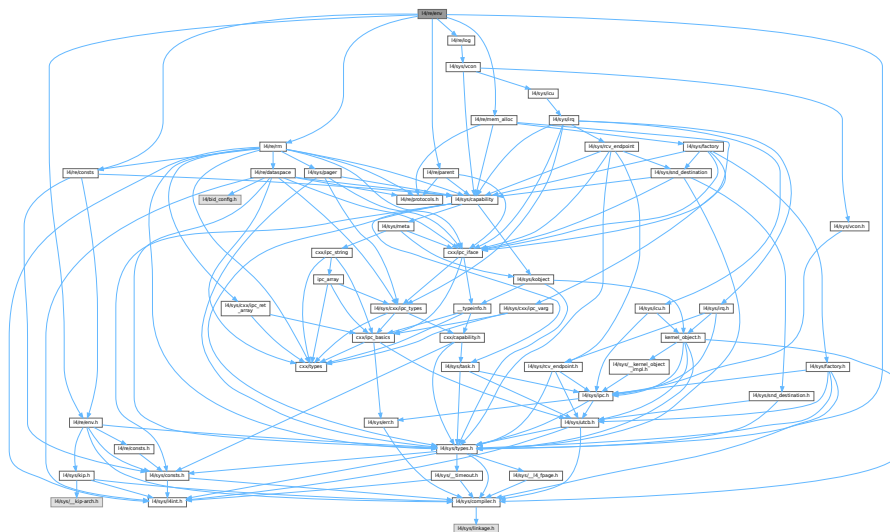 l4/re/env
l4/re/log
l4/sys/vcon
l4/sys/icu
l4/re/mem_alloc
l4/sys/irq
l4/re/rm
l4/sys/rcv_endpoint
l4/sys/factory
l4/re/consts
l4/re/dataspace
l4/sys/pager
l4/re/parent
l4/sys/snd_destination
l4/bid_config.h
l4/re/protocols.h
l4/sys/capability
l4/sys/meta
l4/sys/vcon.h
cxx/ipc_string
cxx/ipc_iface
ipc_array
l4/sys/kobject
l4/sys/cxx/ipc_ret
_array
l4/sys/cxx/ipc_types
__typeinfo.h
l4/sys/cxx/ipc_varg
l4/sys/icu.h
l4/sys/irq.h
cxx/ipc_basics
cxx/capability.h
kernel_object.h
cxx/types
l4/sys/task.h
l4/sys/rcv_endpoint.h
l4/sys/__kernel_object
_impl.h
l4/sys/factory.h
l4/sys/ipc.h
l4/sys/snd_destination.h
l4/re/env.h
l4/sys/err.h
l4/sys/utcb.h
l4/re/consts.h
l4/sys/types.h
l4/sys/kip.h
l4/sys/consts.h
l4/sys/__timeout.h
l4/sys/__l4_fpage.h
l4/sys/__kip-arch.h
l4/sys/l4int.h
l4/sys/compiler.h
l4/sys/linkage.h